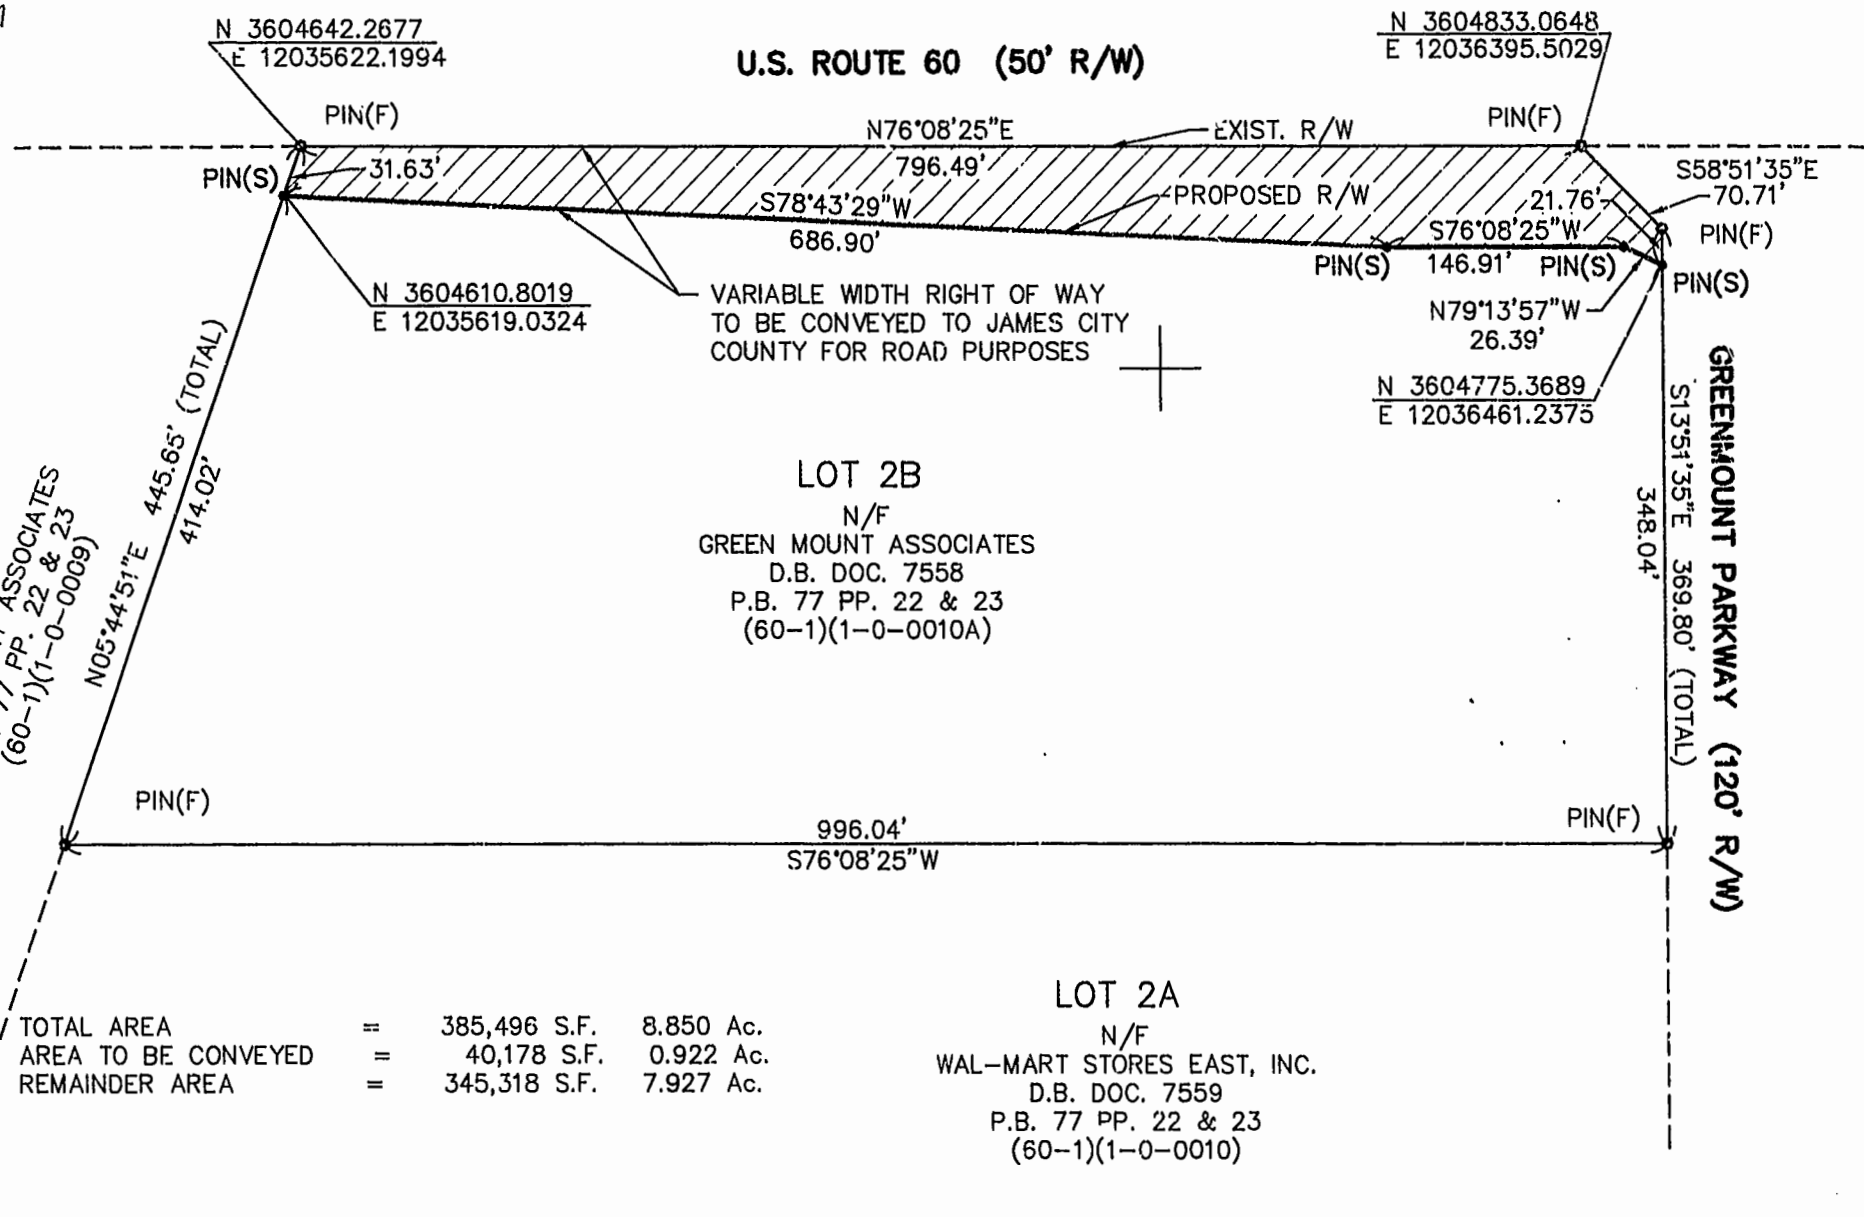 N 3604642.2677
E 12035622.1994
U.S. ROUTE 60 (50' R/W)
N 3604833.0648
E 12036395.5029
PIN(F)
N76°08'25"E
796.49'
EXIST. R/W
PIN(F)
S58°51'35"E
70.71'
PIN(S)
31.63'
S78°43'29"W
686.90'
PROPOSED R/W
21.76'
S76°08'25"W
146.91'
PIN(F)
PIN(S)
PIN(S)
PIN(S)
N79°13'57"W
26.39'
N 3604610.8019
E 12035619.0324
VARIABLE WIDTH RIGHT OF WAY
TO BE CONVEYED TO JAMES CITY
COUNTY FOR ROAD PURPOSES
N 3604775.3689
E 12036461.2375
GREENMOUNT PARKWAY (120' R/W)
S13°51'35"E 369.80' (TOTAL)
348.04'
N05°44'51"E 445.65' (TOTAL)
414.02'
ASSOCIATES
77 PP. 22 & 23
(60-1)(1-0-0009)
LOT 2B
N/F
GREEN MOUNT ASSOCIATES
D.B. DOC. 7558
P.B. 77 PP. 22 & 23
(60-1)(1-0-0010A)
PIN(F)
PIN(F)
996.04'
S76°08'25"W
TOTAL AREA = 385,496 S.F. 8.850 Ac.
AREA TO BE CONVEYED = 40,178 S.F. 0.922 Ac.
REMAINDER AREA = 345,318 S.F. 7.927 Ac.
LOT 2A
N/F
WAL-MART STORES EAST, INC.
D.B. DOC. 7559
P.B. 77 PP. 22 & 23
(60-1)(1-0-0010)